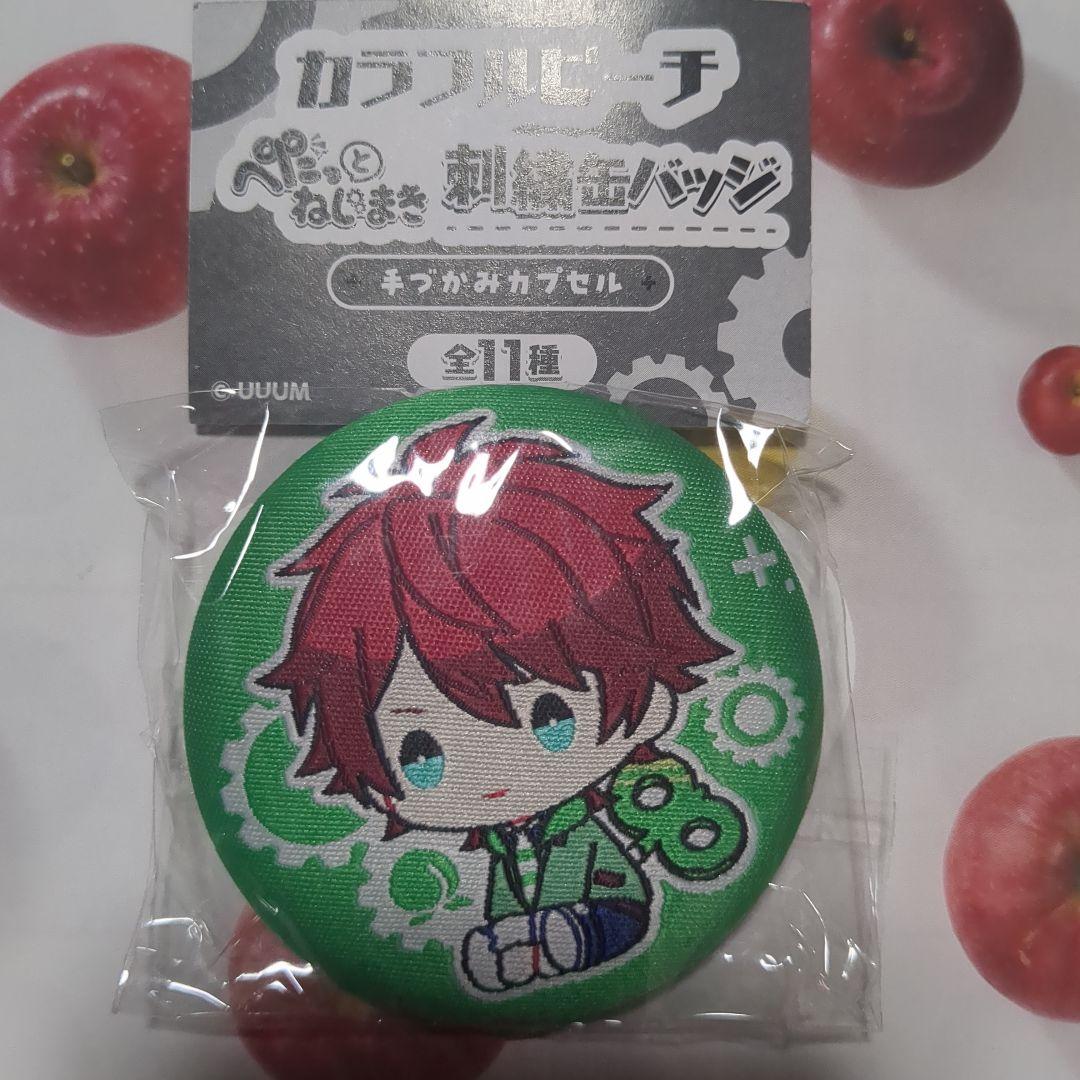 カラフルピーチ
ぺたっと
ねじまき
刺繍缶バッジ
手づかみカプセル
全11種
© UUUM